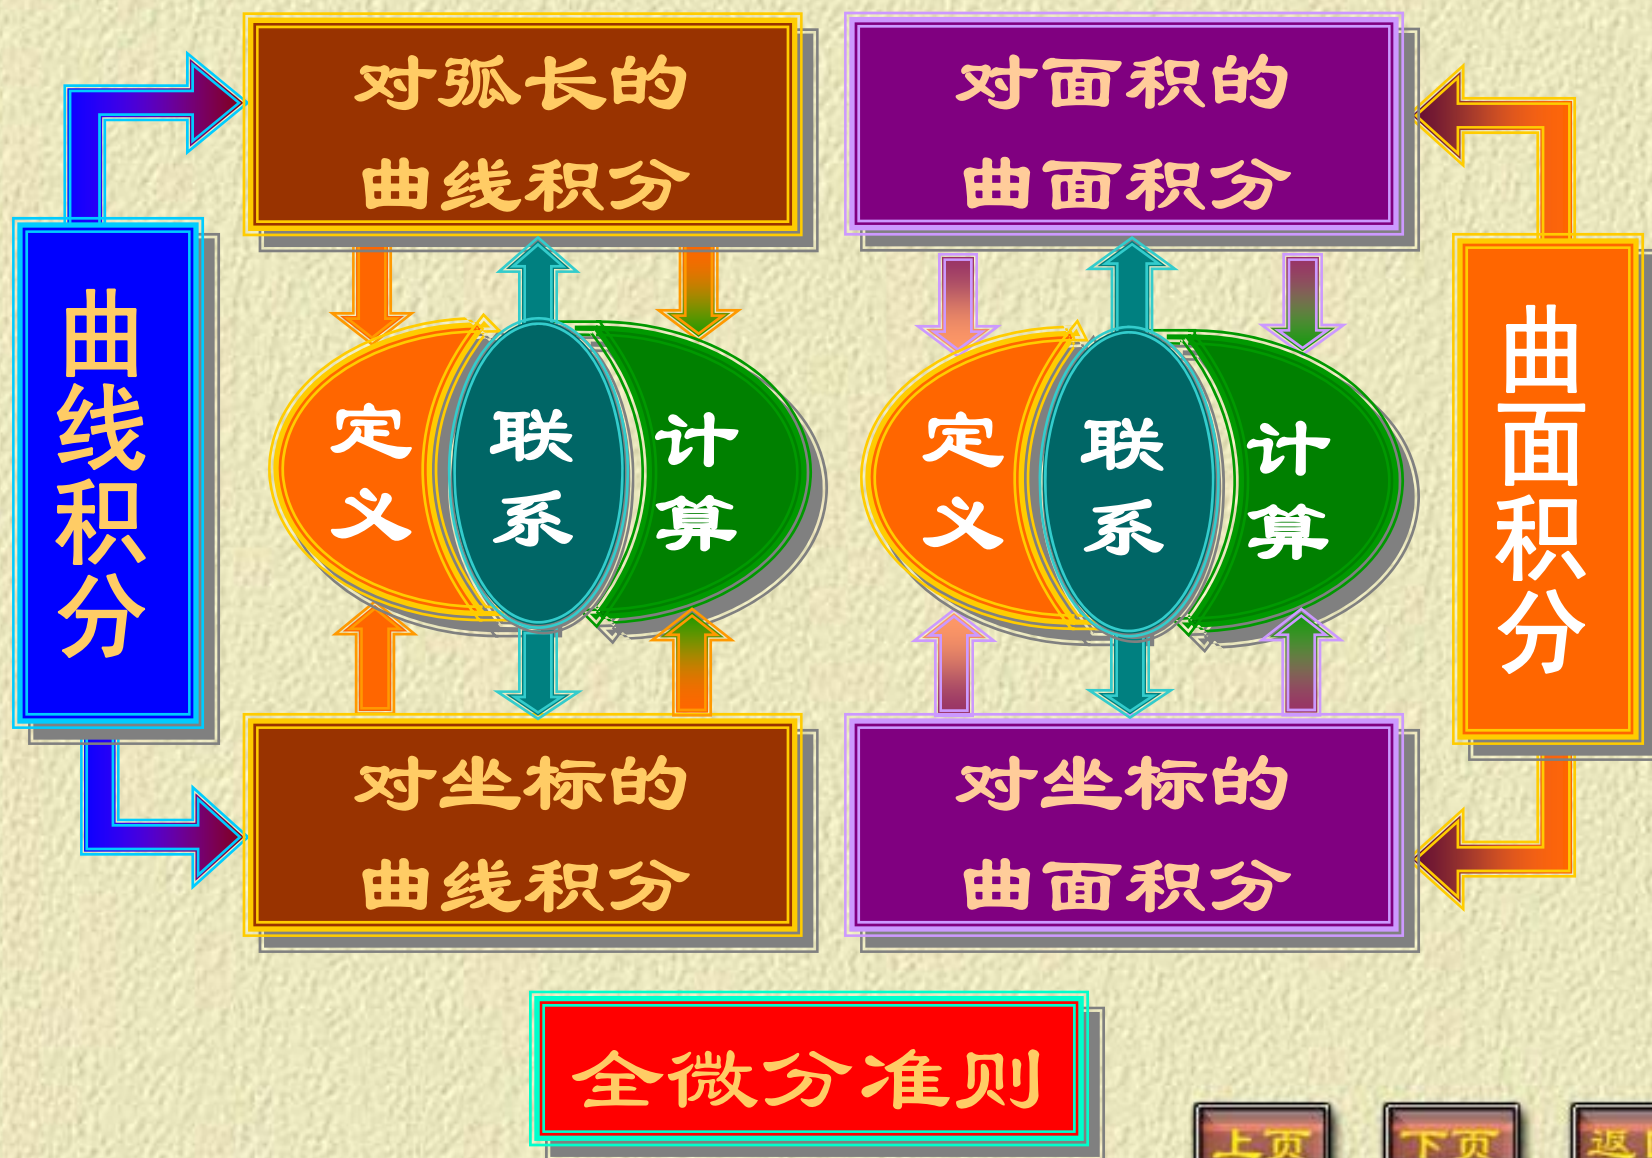 对弧长的
曲线积分
对面积的
曲面积分
曲线积分
定义
联系
计算
定义
联系
计算
曲面积分
对坐标的
曲线积分
对坐标的
曲面积分
全微分准则
上页
下页
返